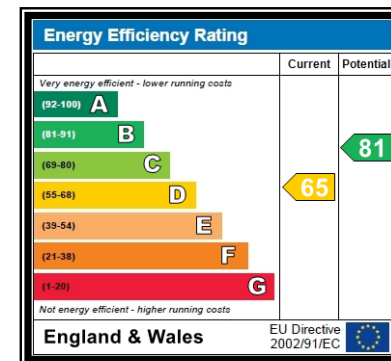 Energy Efficiency Rating
Current Potential
Very energy efficient - lower running costs
(92-100) A
(81-91) B
(69-80) C
(55-68) D
(39-54) E
(21-38) F
(1-20) G
65
81
Not energy efficient - higher running costs
England & Wales
EU Directive
2002/91/EC